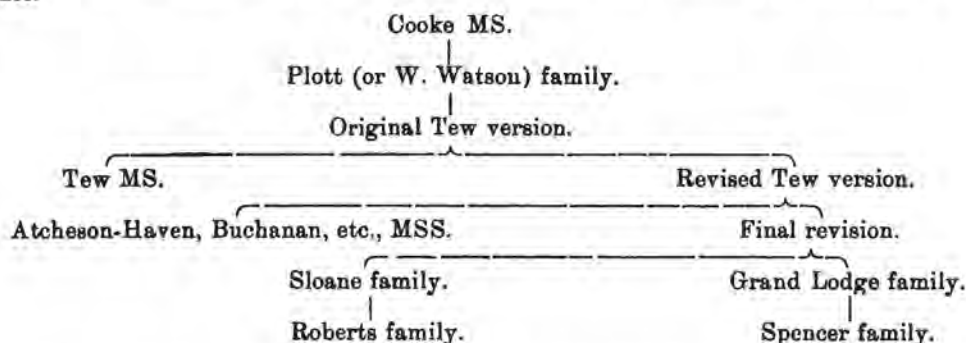 Cooke MS.
Plott (or W. Watson) family.
Original Tew version.
Tew MS. Revised Tew version.
Atcheson-Haven, Buchanan, etc., MSS. Final revision.
Sloane family. Grand Lodge family.
Roberts family. Spencer family.